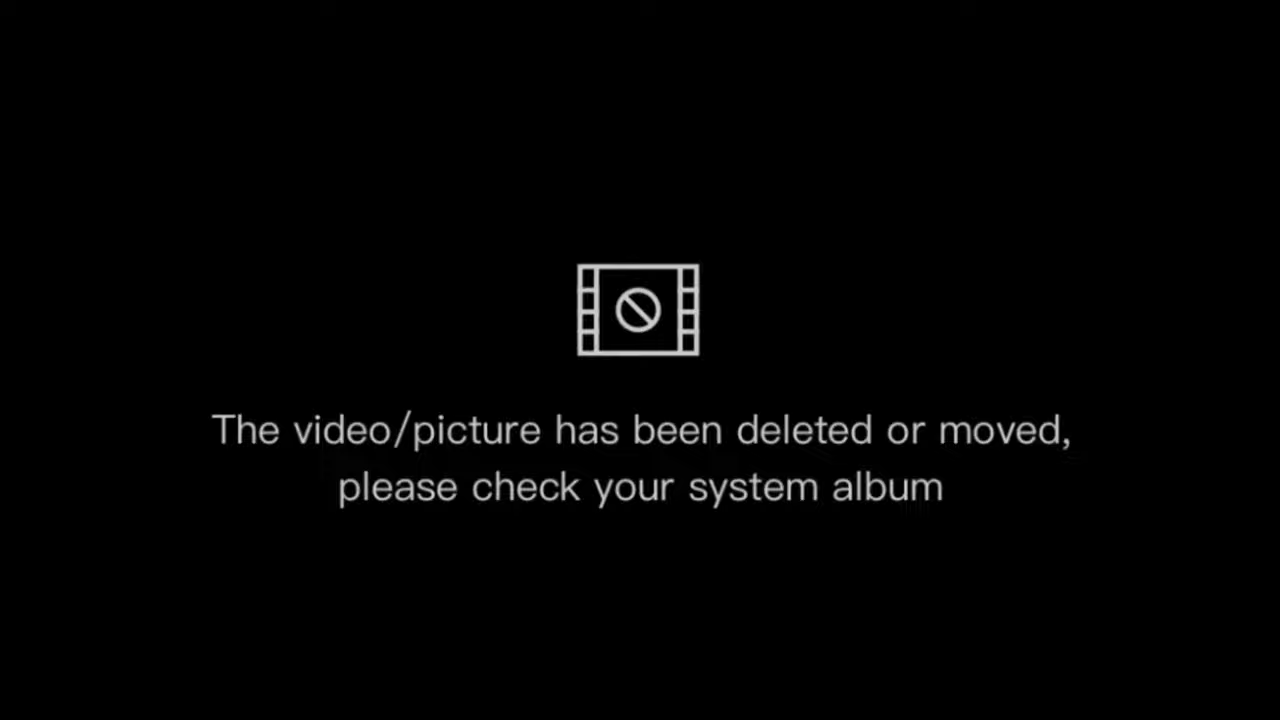 The video/picture has been deleted or moved,
please check your system album